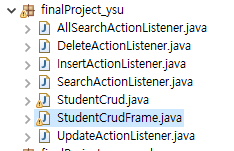 finalProject_ysu
AllSearchActionListener.java
DeleteActionListener.java
InsertActionListener.java
SearchActionListener.java
StudentCrud.java
StudentCrudFrame.java
UpdateActionListener.java